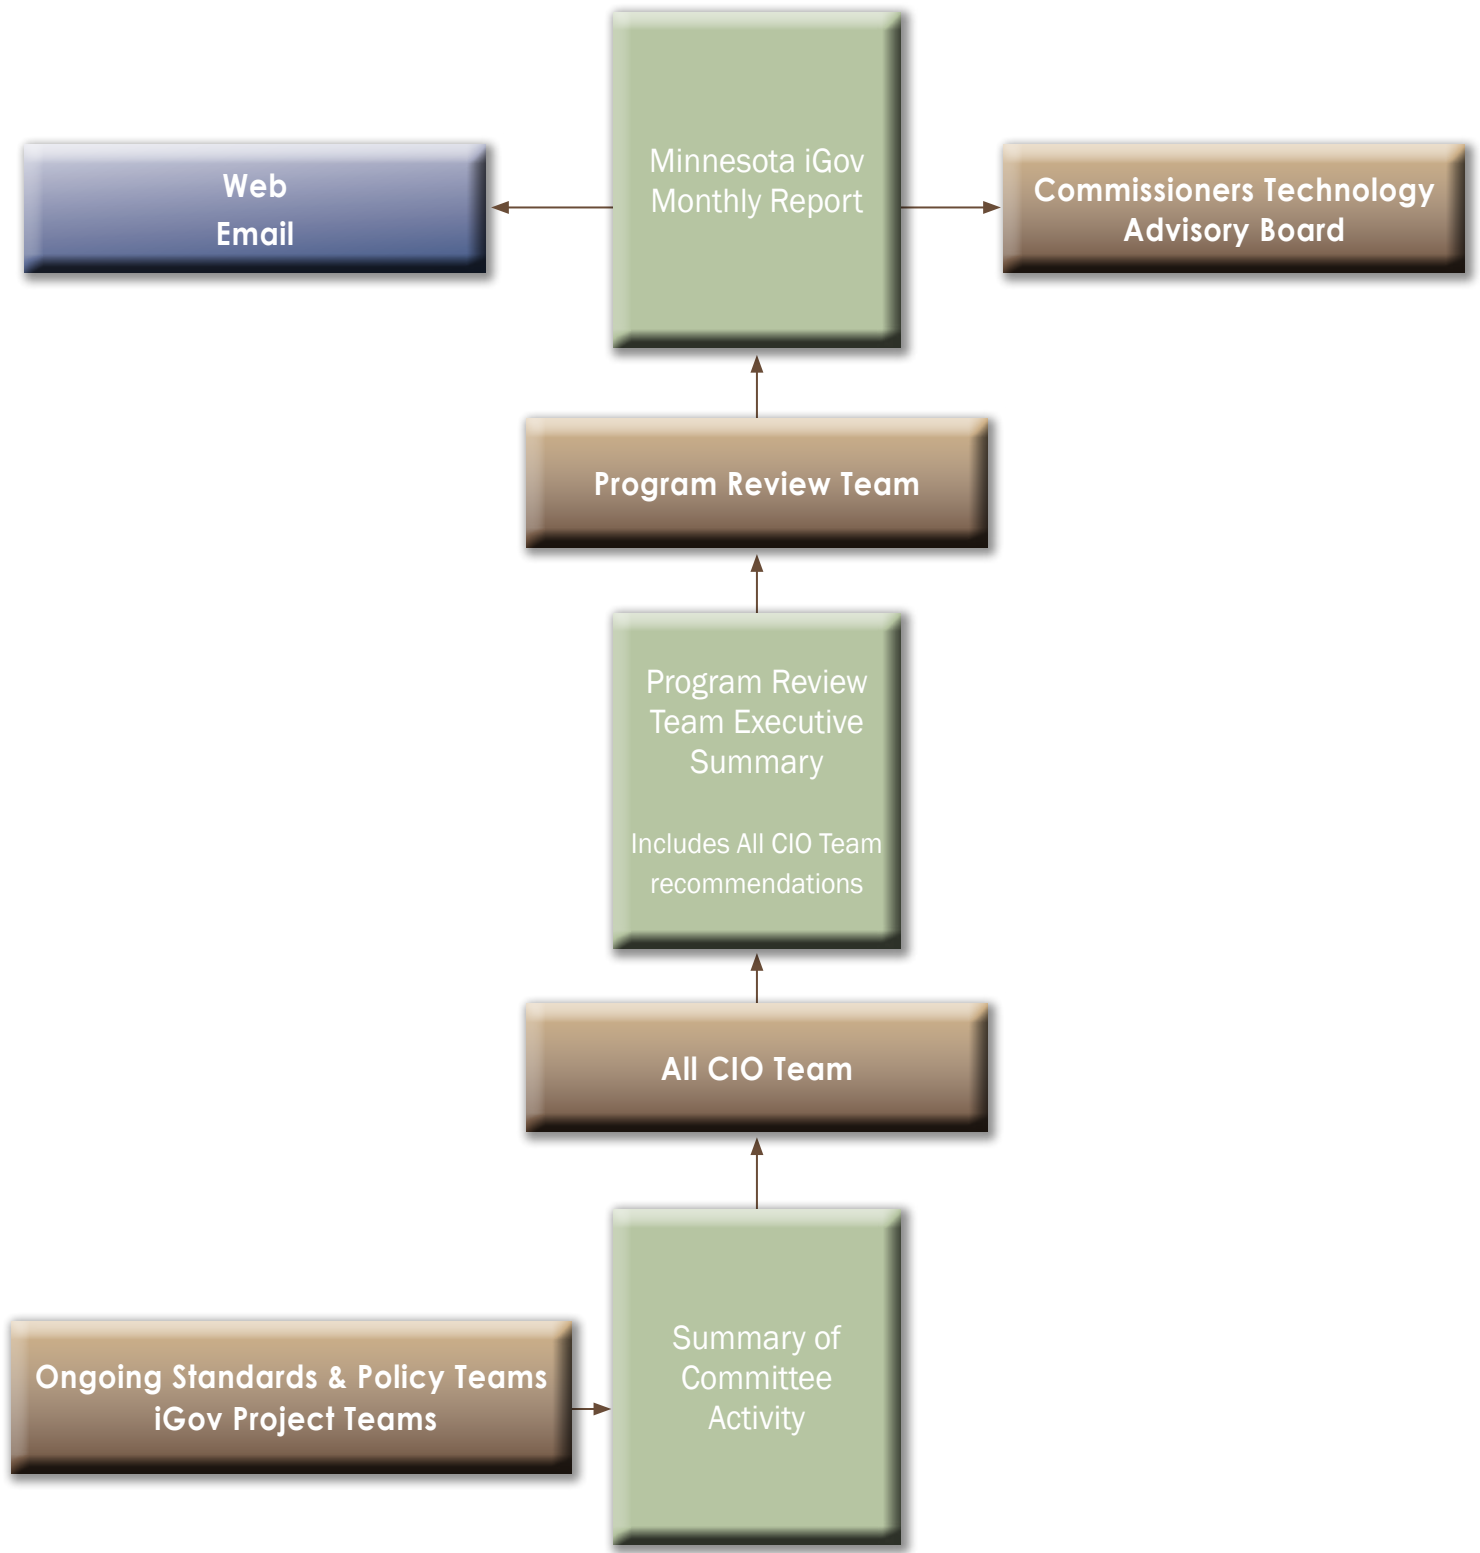 Minnesota iGov
Monthly Report
Web
Email
Commissioners Technology
Advisory Board
Program Review Team
Program Review
Team Executive
Summary
Includes All CIO Team
recommendations
All CIO Team
Summary of
Committee
Activity
Ongoing Standards & Policy Teams
iGov Project Teams